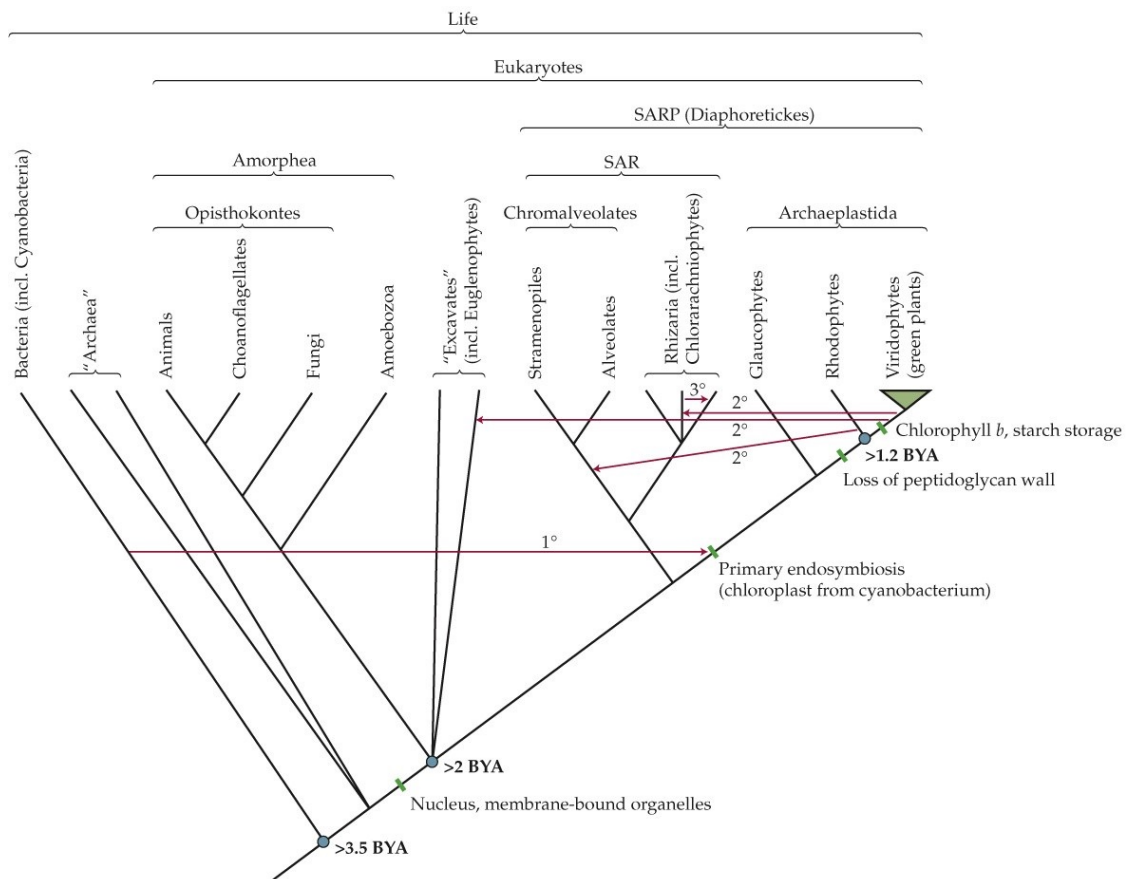 Life
Eukaryotes
SARP (Diaphoretickes)
Amorphea
SAR
Opisthokontes
Chromalveolates
Archaeplastida
Bacteria (incl. Cyanobacteria)
"Archaea"
Animals
Choanoflagellates
Fungi
Amoebozoa
"Excavates"
(incl. Euglenophytes)
Stramenopiles
Alveolates
Rhizaria (incl.
Chlorarachniophytes)
Glaucophytes
Rhodophytes
Viridophytes
(green plants)
3°
2°
2°
2°
Chlorophyll b, starch storage
>1.2 BYA
Loss of peptidoglycan wall
1°
Primary endosymbiosis
(chloroplast from cyanobacterium)
>2 BYA
Nucleus, membrane-bound organelles
>3.5 BYA